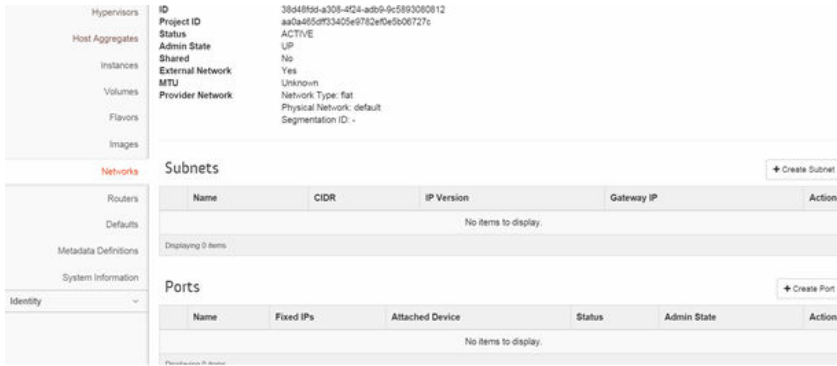 Hypervisors
Host Aggregates
Instances
Volumes
Flavors
Images
Networks
Routers
Defaults
Metadata Definitions
System Information
Identity
ID 38d48fdd-a308-4f24-adb9-9c5893080812
Project ID aa0a465dff33405e9782ef0e5b06727c
Status ACTIVE
Admin State UP
Shared No
External Network Yes
MTU Unknown
Provider Network Network Type: flat
Physical Network: default
Segmentation ID: -
Subnets
+ Create Subnet
Name CIDR IP Version Gateway IP Action
No items to display.
Displaying 0 items
Ports
+ Create Port
Name Fixed IPs Attached Device Status Admin State Action
No items to display.
Displaying 0 items